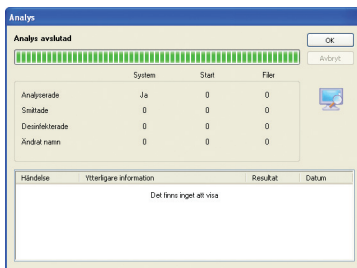 Analys
Analys avslutad
OK
Avbryt
System Start Filer
Analyserade Ja 0 0
Smittade 0 0 0
Desinfekterade 0 0 0
Ändrat namn 0 0 0
Händelse Ytterligare information Resultat Datum
Det finns inget att visa